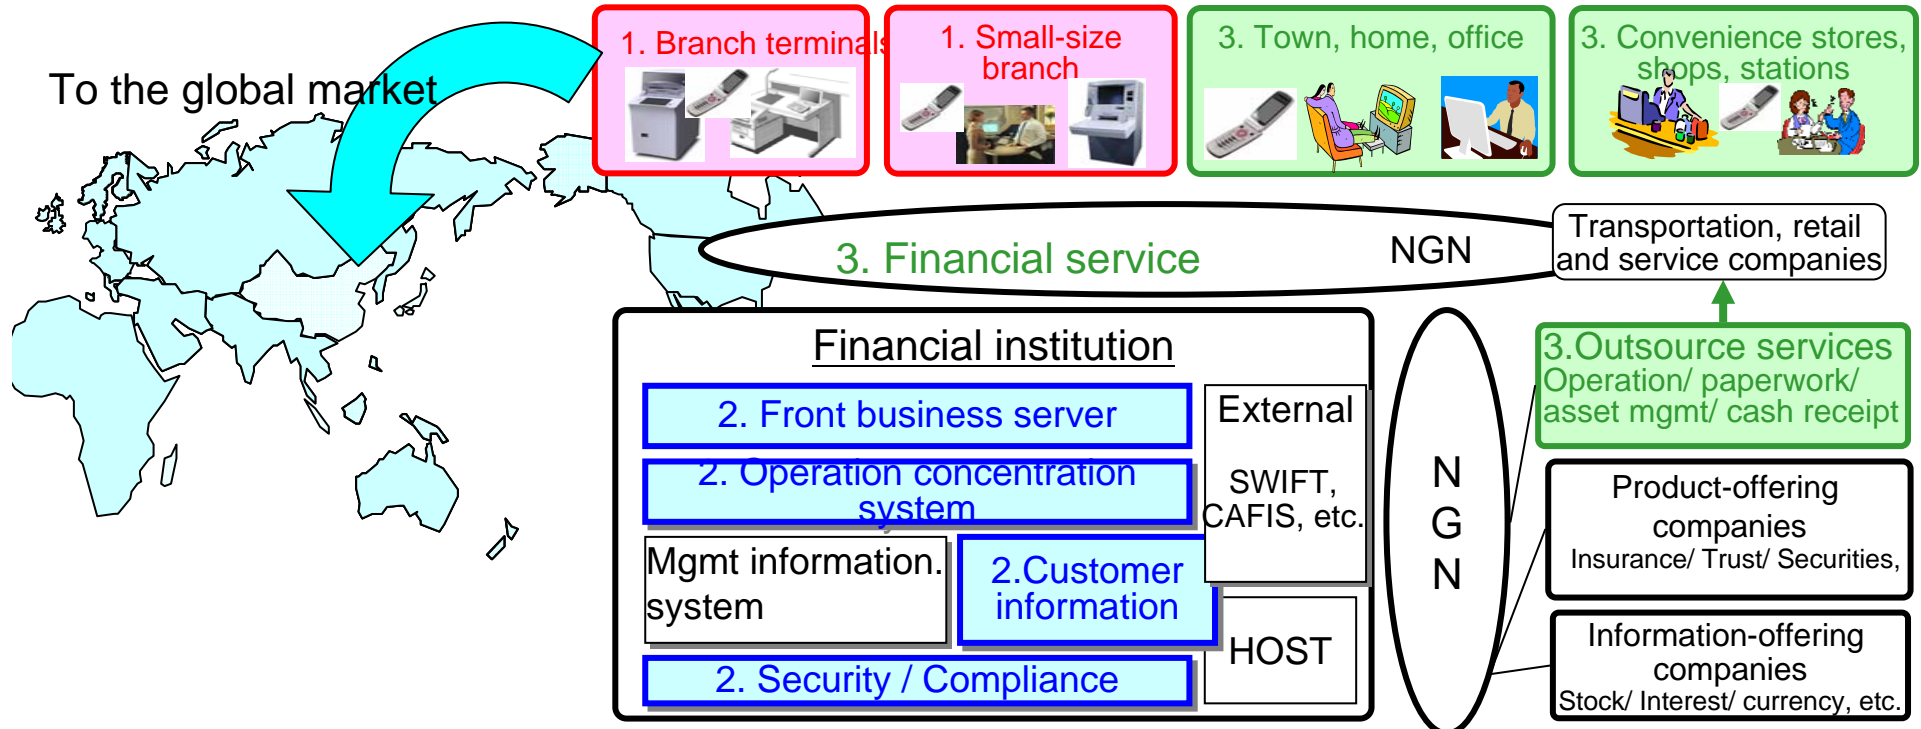 To the global market
1. Branch terminals
1. Small-size
branch
3. Town, home, office
3. Convenience stores,
shops, stations
3. Financial service
NGN
Transportation, retail
and service companies
Financial institution
2. Front business server
2. Operation concentration
system
Mgmt information.
system
2.Customer
information
2. Security / Compliance
External
SWIFT,
CAFIS, etc.
HOST
N
G
N
3.Outsource services
Operation/ paperwork/
asset mgmt/ cash receipt
Product-offering
companies
Insurance/ Trust/ Securities,
Information-offering
companies
Stock/ Interest/ currency, etc.